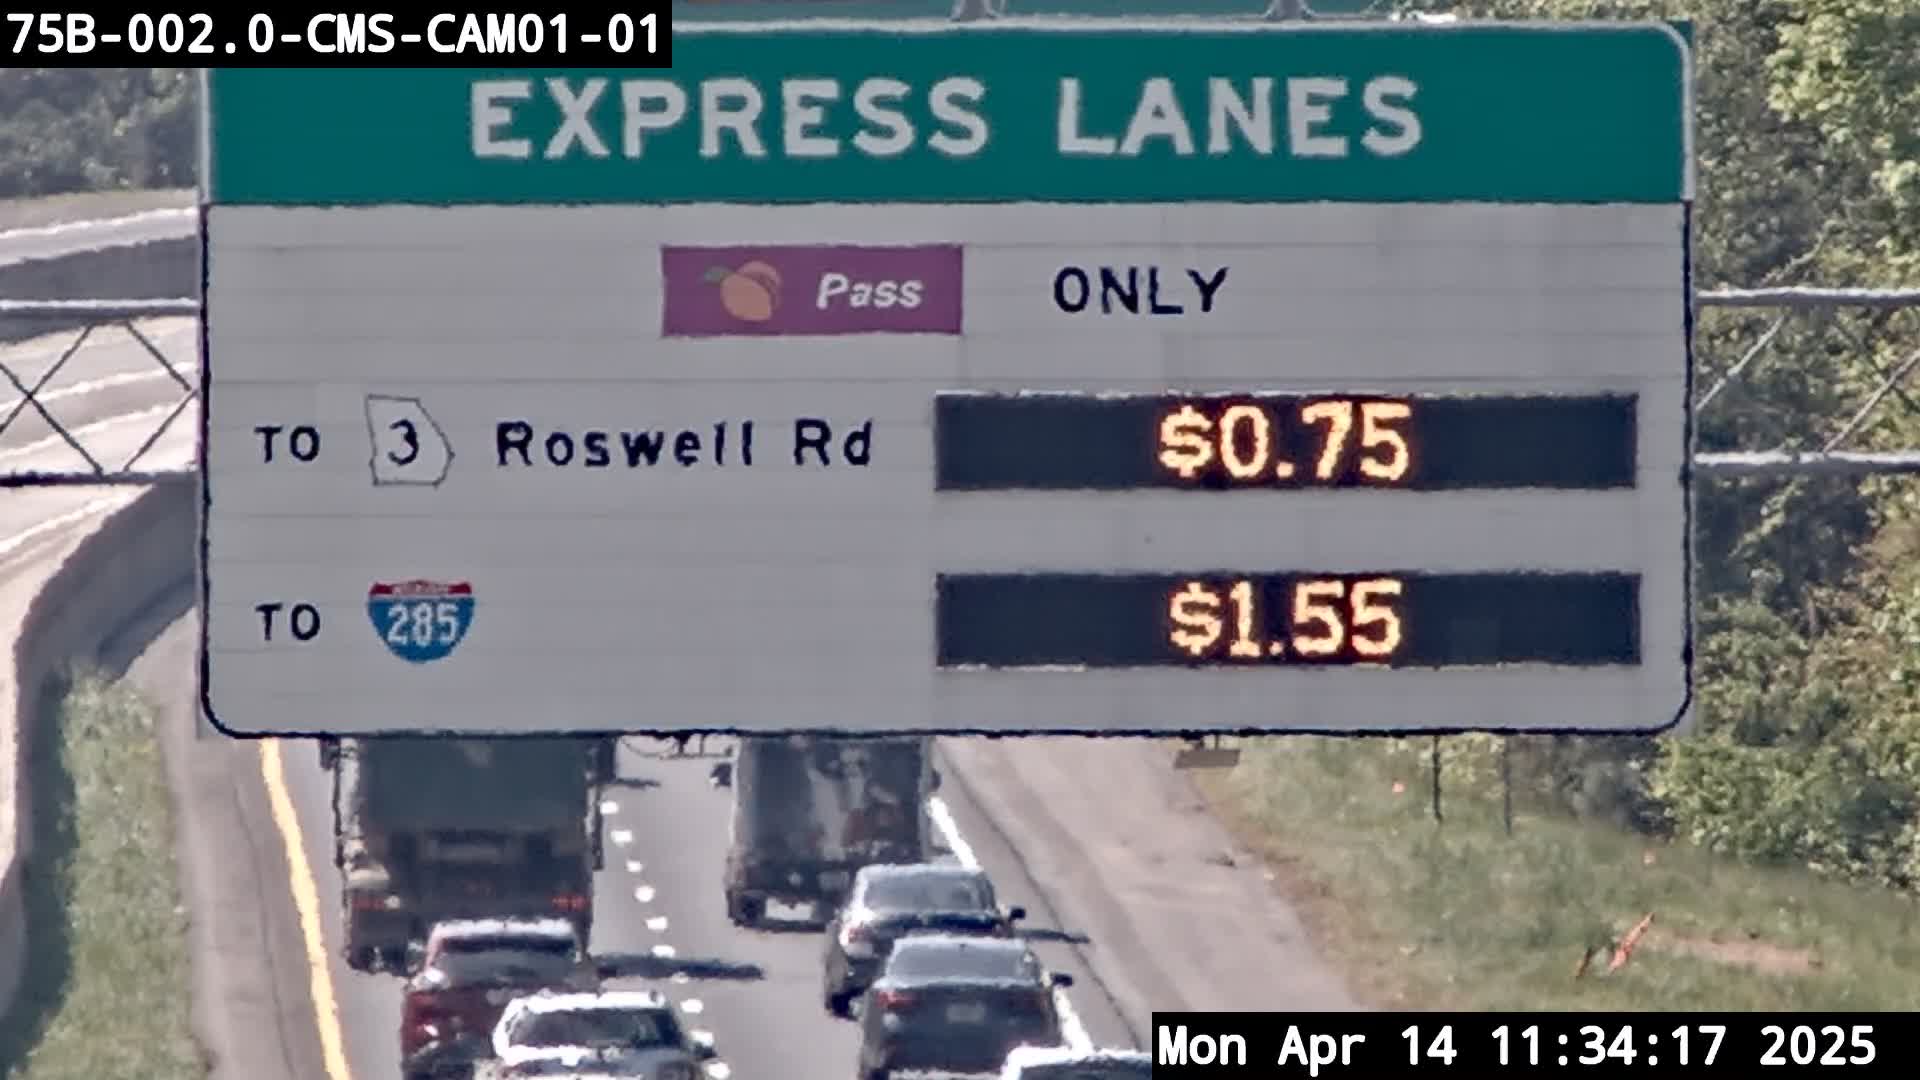 75B-002.0-CMS-CAM01-01
EXPRESS LANES
Pass ONLY
TO 3 Roswell Rd $0.75
TO 285 $1.55
Mon Apr 14 11:34:17 2025